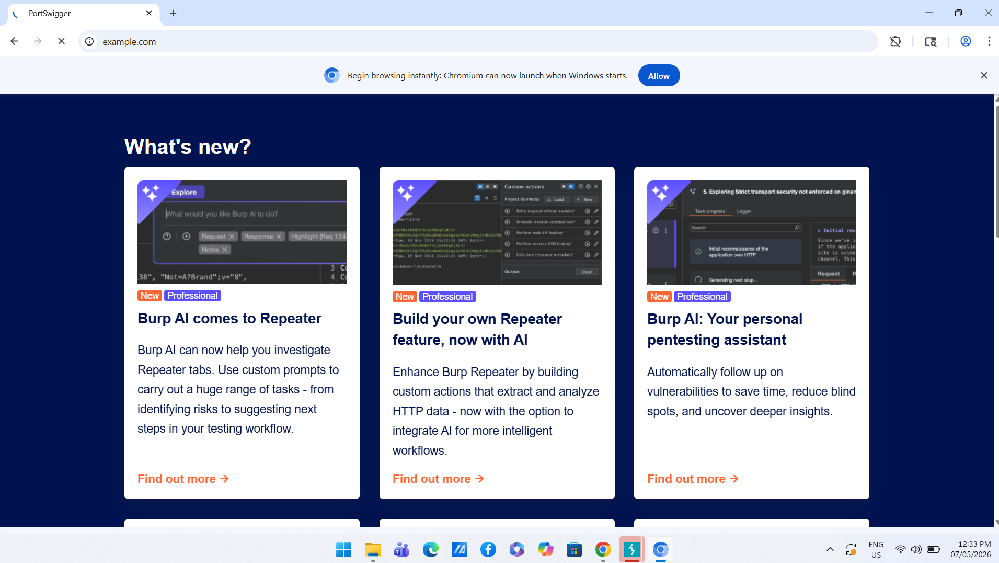 PortSwigger
example.com
Begin browsing instantly: Chromium can now launch when Windows starts.
Allow
What's new?
Explore
What would you like Burp AI to do?
Request
Response
Highlight (Req 134
Notes
3
4
.38", "Not=A?Brand";v="8",
New Professional
Burp AI comes to Repeater
Burp AI can now help you investigate
Repeater tabs. Use custom prompts to
carry out a huge range of tasks - from
identifying risks to suggesting next
steps in your testing workflow.
Find out more →
Custom actions
Project Bambdas
Load
+ New
Retry request without cookies*
Unicode-decode selected text*
Perform web API lookup*
Perform reverse DNS lookup*
Calculate response metadata*
Output
Clear
New Professional
Build your own Repeater
feature, now with AI
Enhance Burp Repeater by building
custom actions that extract and analyze
HTTP data - now with the option to
integrate AI for more intelligent
workflows.
Find out more →
5. Exploring Strict transport security not enforced on ginan
Task progress
Logger
Search
Initial reconnaissance of the
application over HTTP
Generating next step...
> Initial reco
Since we've i
if the applica
site is vulne
channel. This
Request
R
New Professional
Burp AI: Your personal
pentesting assistant
Automatically follow up on
vulnerabilities to save time, reduce blind
spots, and uncover deeper insights.
Find out more →
ENG
US
12:33 PM
07/05/2026